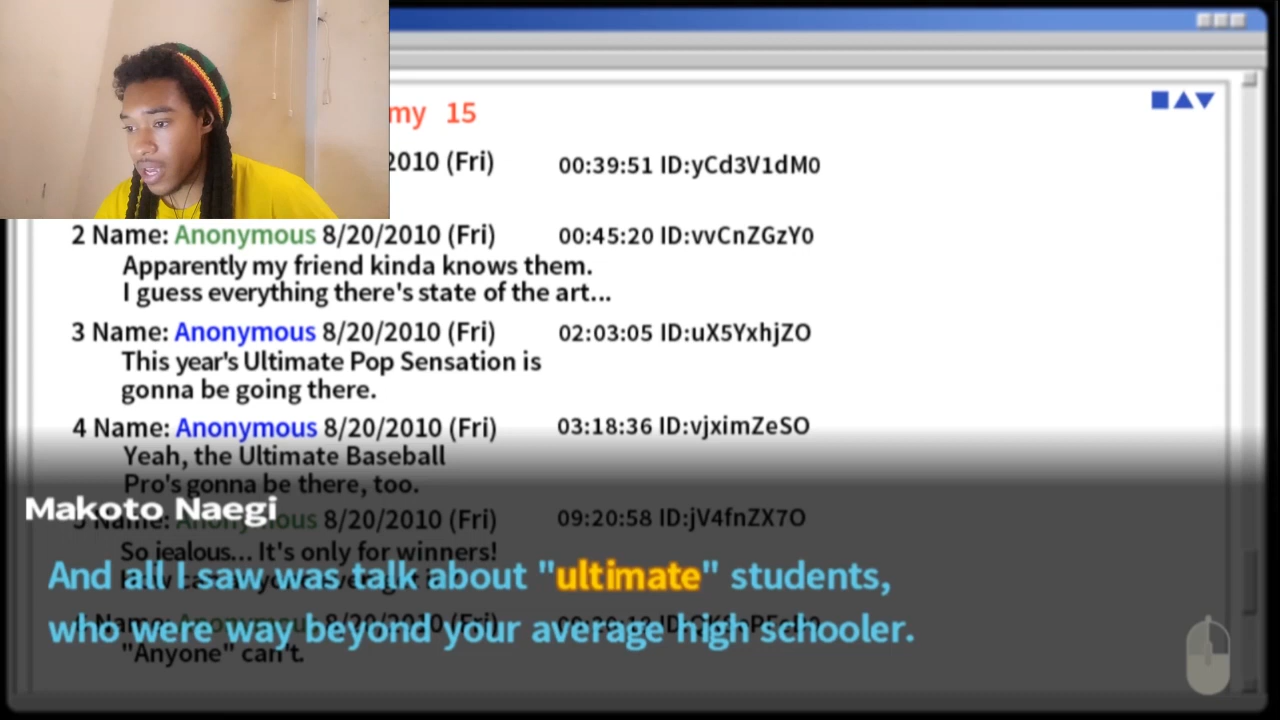 my 15
2010 (Fri) 00:39:51 ID:yCd3V1dM0
2 Name: Anonymous 8/20/2010 (Fri) 00:45:20 ID:vvCnZGzY0
Apparently my friend kinda knows them.
I guess everything there's state of the art...
3 Name: Anonymous 8/20/2010 (Fri) 02:03:05 ID:uX5YxhjZO
This year's Ultimate Pop Sensation is
gonna be going there.
4 Name: Anonymous 8/20/2010 (Fri) 03:18:36 ID:vjximZeSO
Yeah, the Ultimate Baseball
Pro's gonna be there, too.
Makoto Naegi
5 Name: Anonymous 8/20/2010 (Fri) 09:20:58 ID:jV4fnZX7O
So jealous... It's only for winners!
And all I saw was talk about "ultimate" students,
who were way beyond your average high schooler.
"Anyone" can't.